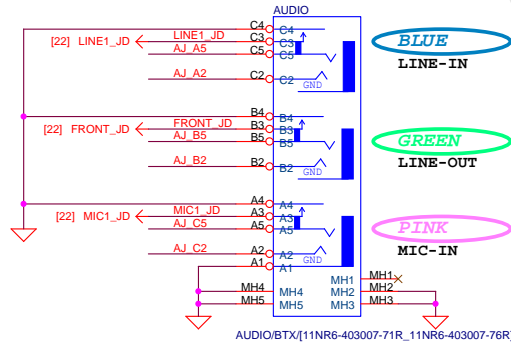 AUDIO
C4 C4
[22] LINE1_JD LINE1_JD C3 C3
AJ_A5 C5 C5
BLUE
LINE-IN
AJ_A2 C2 C2
GND
B4 B4
[22] FRONT_JD FRONT_JD B3 B3
AJ_B5 B5 B5
GREEN
LINE-OUT
AJ_B2 B2 B2
GND
A4 A4
[22] MIC1_JD MIC1_JD A3 A3
AJ_C5 A5 A5
PINK
MIC-IN
AJ_C2 A2 A2
GND
A1 A1
MH1 MH1
MH4 MH4 MH2 MH2
MH5 MH5 MH3 MH3
AUDIO/BTX/[11NR6-403007-71R_11NR6-403007-76R]